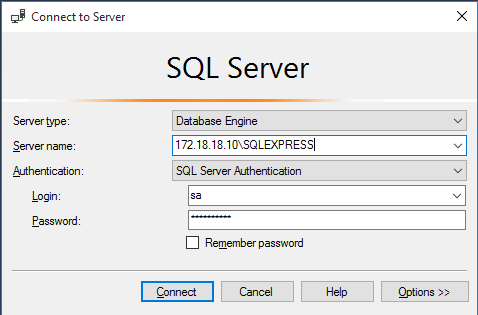 Connect to Server
SQL Server
Server type: Database Engine
Server name: 172.18.18.10\SQLEXPRESS
Authentication: SQL Server Authentication
Login: sa
Password: **********
Remember password
Connect Cancel Help Options >>